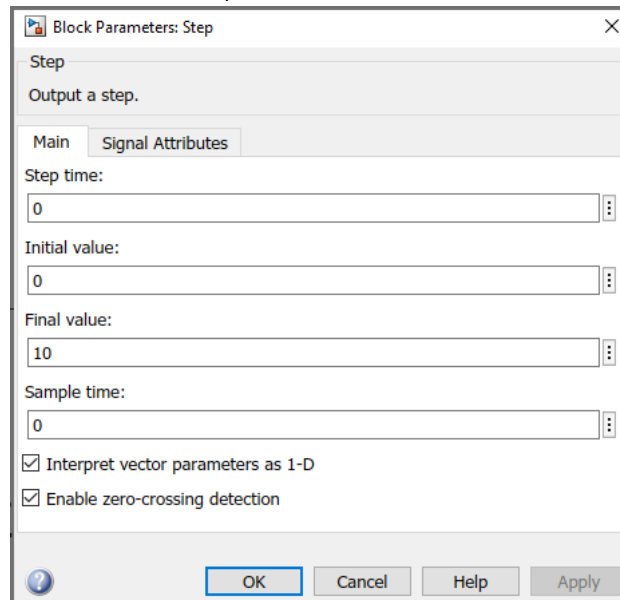 Block Parameters: Step
Step
Output a step.
Main Signal Attributes
Step time:
0
Initial value:
0
Final value:
10
Sample time:
0
Interpret vector parameters as 1-D
Enable zero-crossing detection
OK Cancel Help Apply